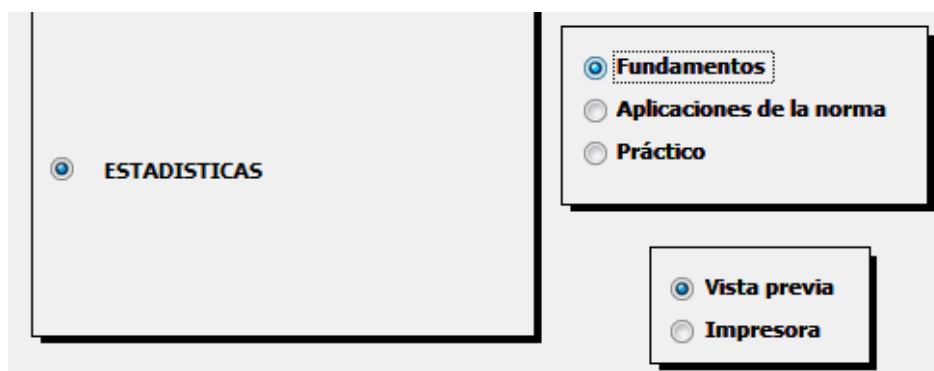 Fundamentos
Aplicaciones de la norma
Práctico
ESTADISTICAS
Vista previa
Impresora